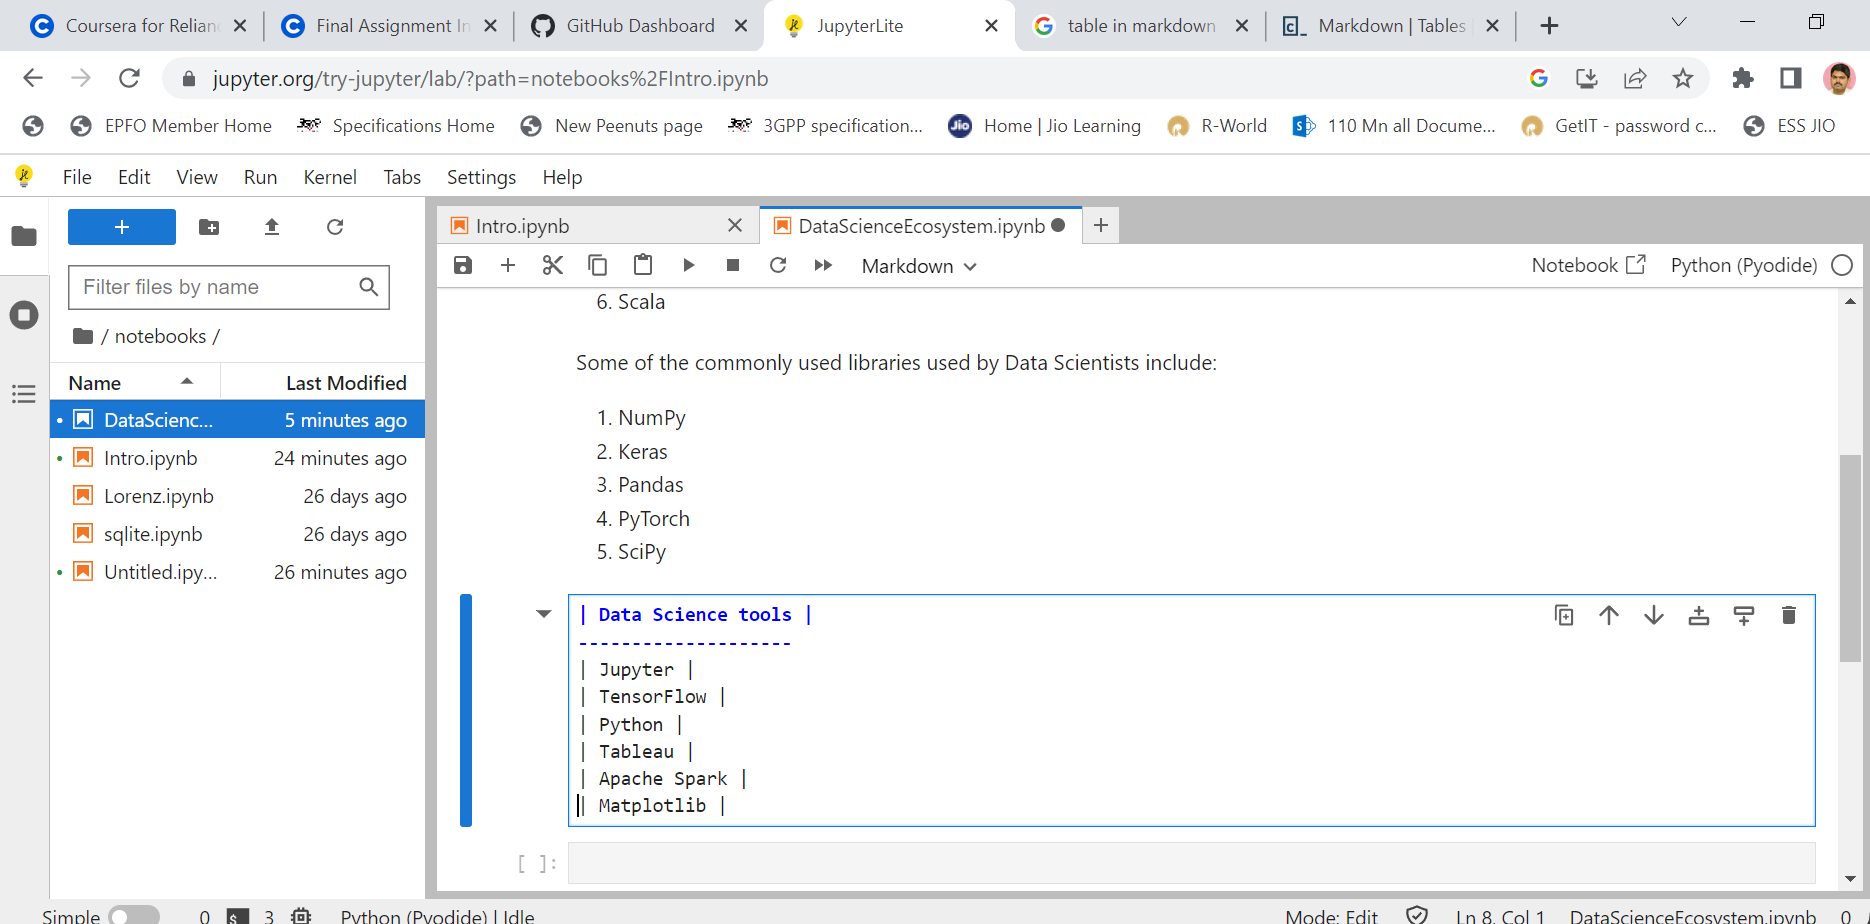 Coursera for Relian
Final Assignment In
GitHub Dashboard
JupyterLite
table in markdown
Markdown | Tables
jupyter.org/try-jupyter/lab/?path=notebooks%2FIntro.ipynb
EPFO Member Home
Specifications Home
New Peenuts page
3GPP specification...
Jio
Home | Jio Learning
R-World
110 Mn all Docume...
GetIT - password c...
ESS JIO
File Edit View Run Kernel Tabs Settings Help
Filter files by name
/ notebooks /
Name Last Modified
DataScienc... 5 minutes ago
Intro.ipynb 24 minutes ago
Lorenz.ipynb 26 days ago
sqlite.ipynb 26 days ago
Untitled.ipy... 26 minutes ago
Intro.ipynb
DataScienceEcosystem.ipynb
Markdown
Notebook
Python (Pyodide)
6. Scala
Some of the commonly used libraries used by Data Scientists include:
1. NumPy
2. Keras
3. Pandas
4. PyTorch
5. SciPy
| Data Science tools |
--------------------
| Jupyter |
| TensorFlow |
| Python |
| Tableau |
| Apache Spark |
| Matplotlib |
[ ]:
Simple 0 $ 3 Python (Pyodide) | Idle
Mode: Edit Ln 8, Col 1 DataScienceEcosystem.ipynb 0